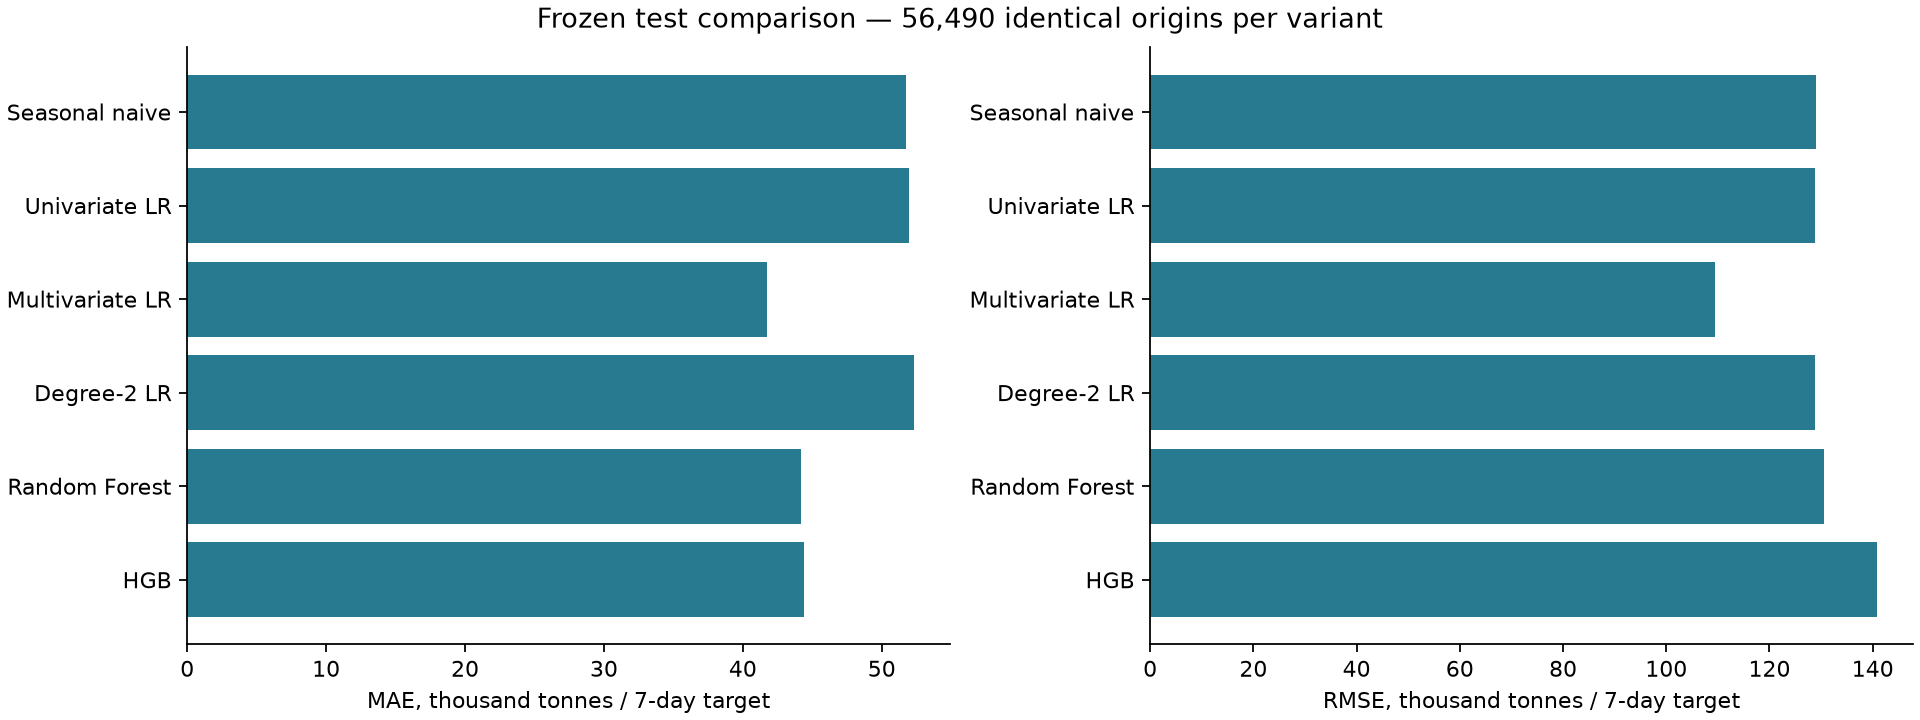 Frozen test comparison — 56,490 identical origins per variant
Seasonal naive
Univariate LR
Multivariate LR
Degree-2 LR
Random Forest
HGB
0 10 20 30 40 50
MAE, thousand tonnes / 7-day target
Seasonal naive
Univariate LR
Multivariate LR
Degree-2 LR
Random Forest
HGB
0 20 40 60 80 100 120 140
RMSE, thousand tonnes / 7-day target